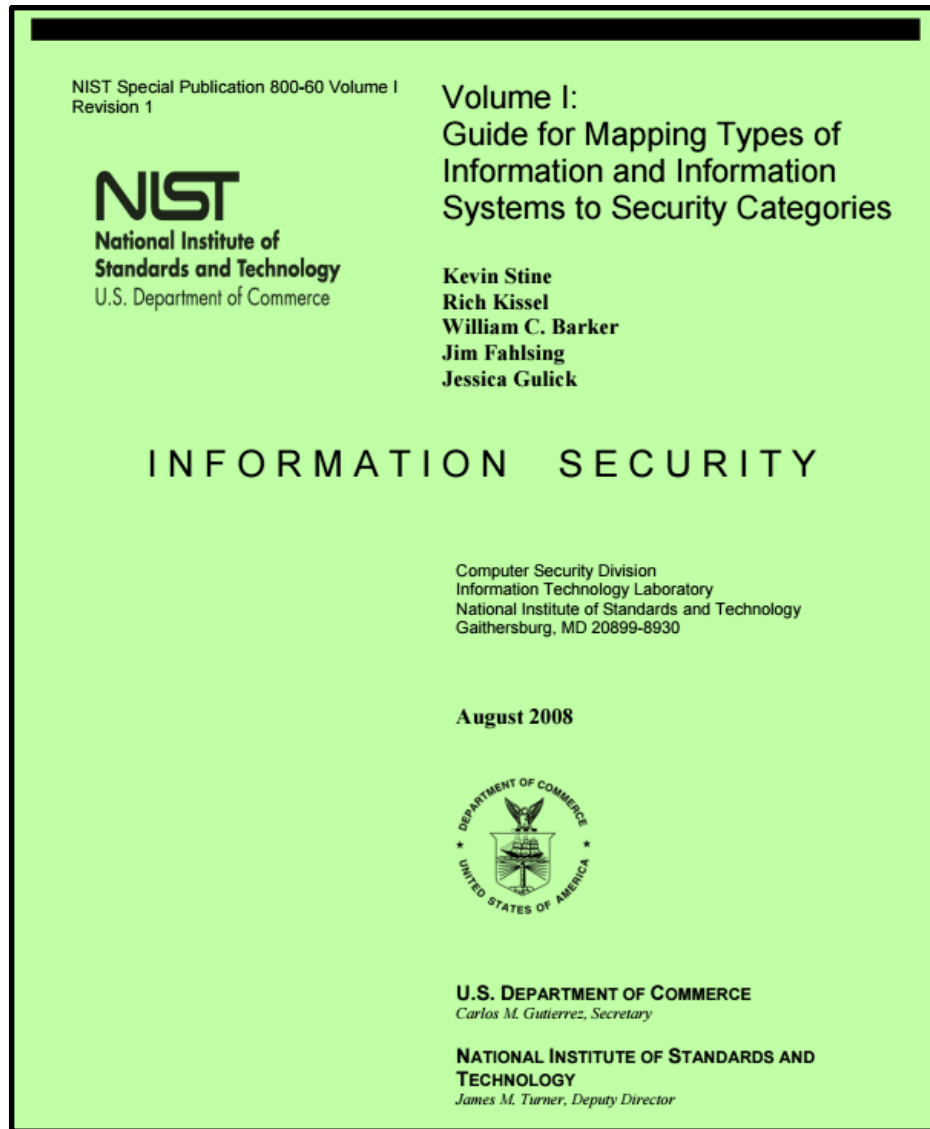 NIST Special Publication 800-60 Volume I
Revision 1
NIST
National Institute of
Standards and Technology
U.S. Department of Commerce
Volume I:
Guide for Mapping Types of
Information and Information
Systems to Security Categories
Kevin Stine
Rich Kissel
William C. Barker
Jim Fahlsing
Jessica Gulick
INFORMATION SECURITY
Computer Security Division
Information Technology Laboratory
National Institute of Standards and Technology
Gaithersburg, MD 20899-8930
August 2008
DEPARTMENT OF COMMERCE
UNITED STATES OF AMERICA
U.S. DEPARTMENT OF COMMERCE
Carlos M. Gutierrez, Secretary
NATIONAL INSTITUTE OF STANDARDS AND
TECHNOLOGY
James M. Turner, Deputy Director